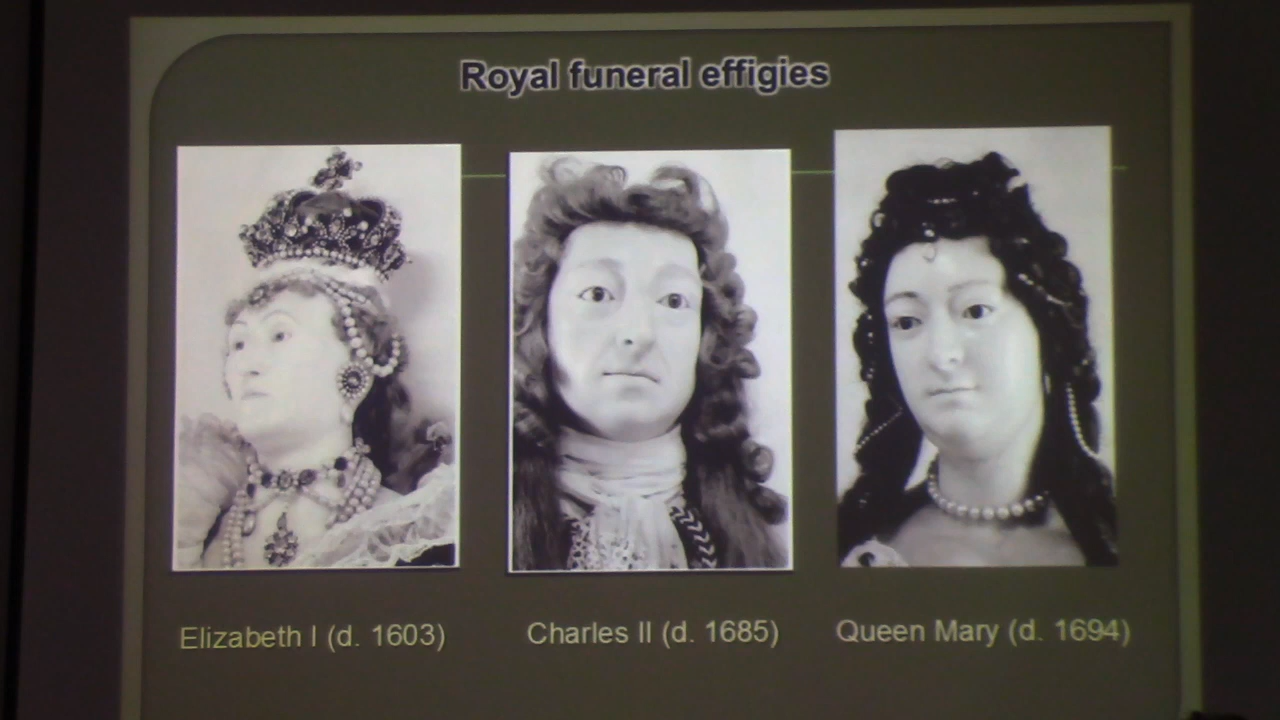 Royal funeral effigies
Elizabeth I (d. 1603)
Charles II (d. 1685)
Queen Mary (d. 1694)